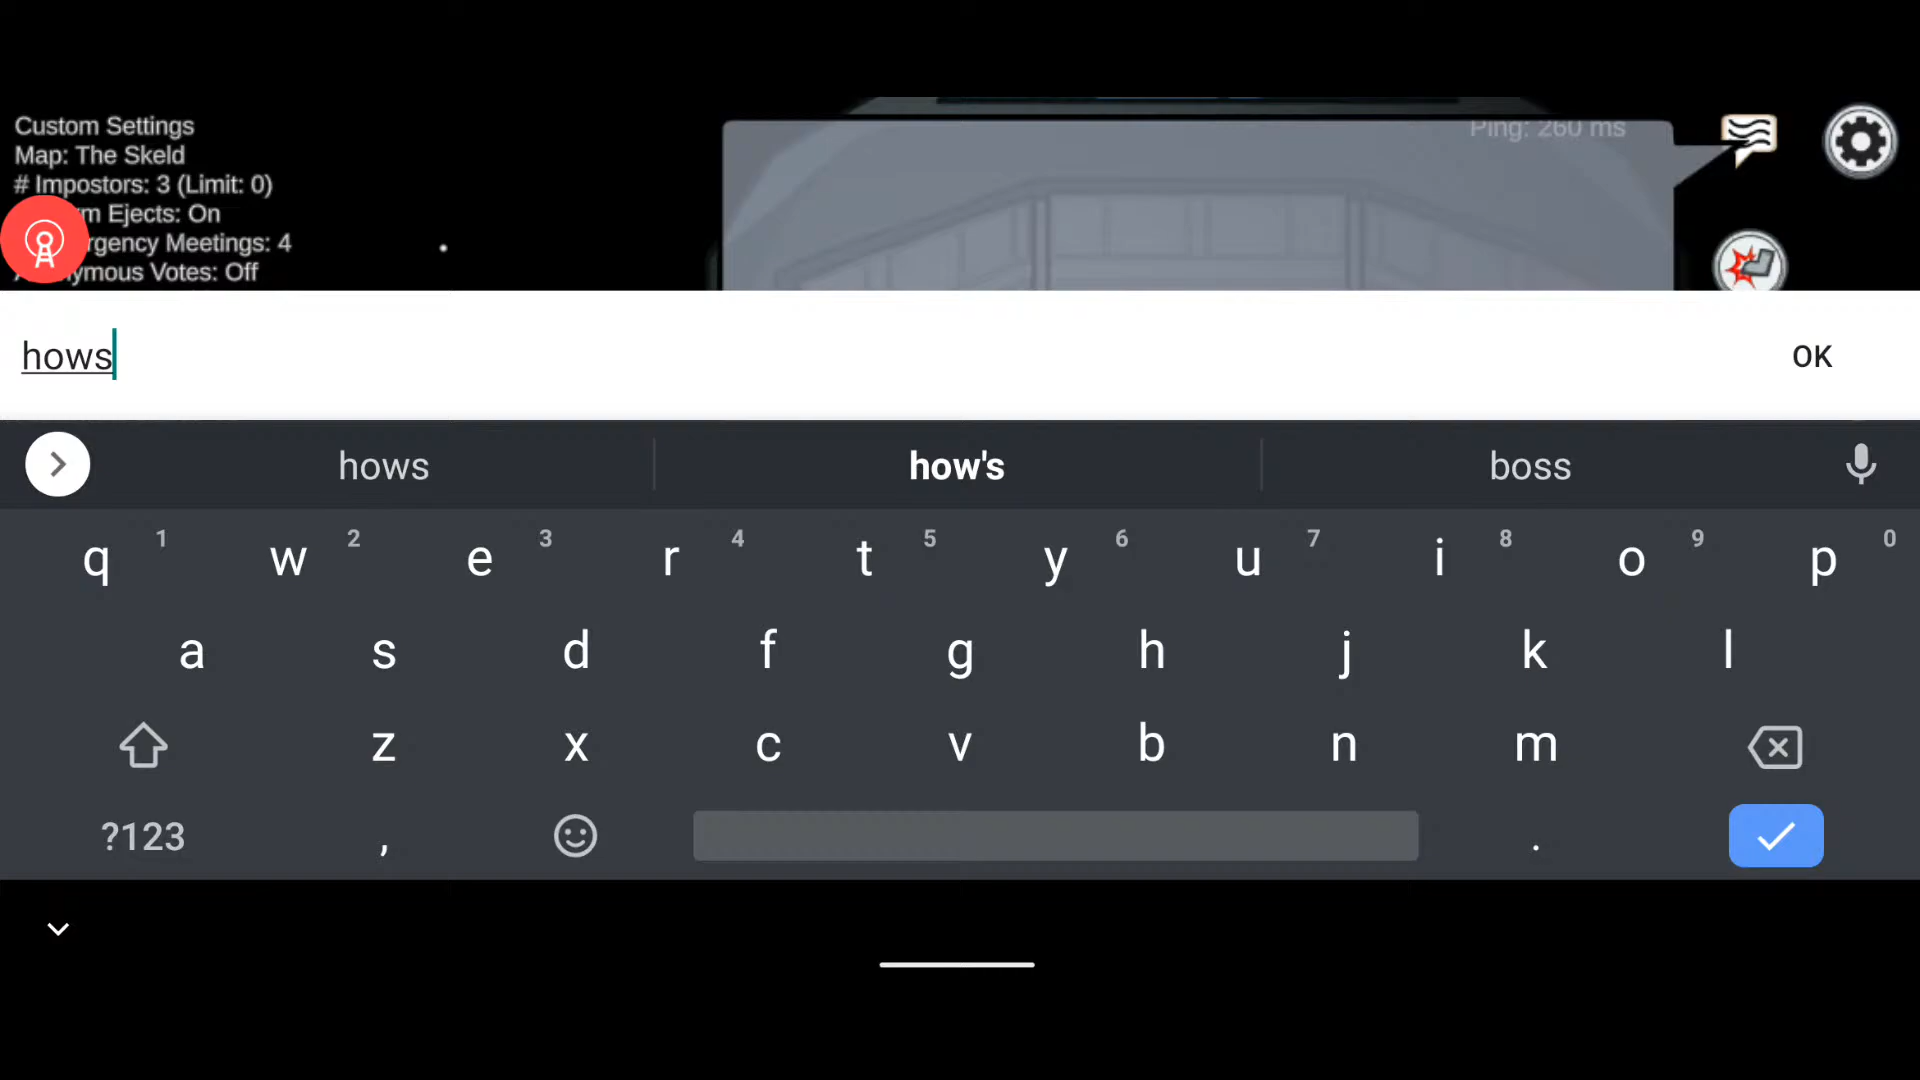 Custom Settings
Map: The Skeld
# Impostors: 3 (Limit: 0)
m Ejects: On
rgency Meetings: 4
ymous Votes: Off
Ping: 260 ms
hows
OK
hows how's boss
q 1 w 2 e 3 r 4 t 5 y 6 u 7 i 8 o 9 p 0
a s d f g h j k l
z x c v b n m
?123 , .